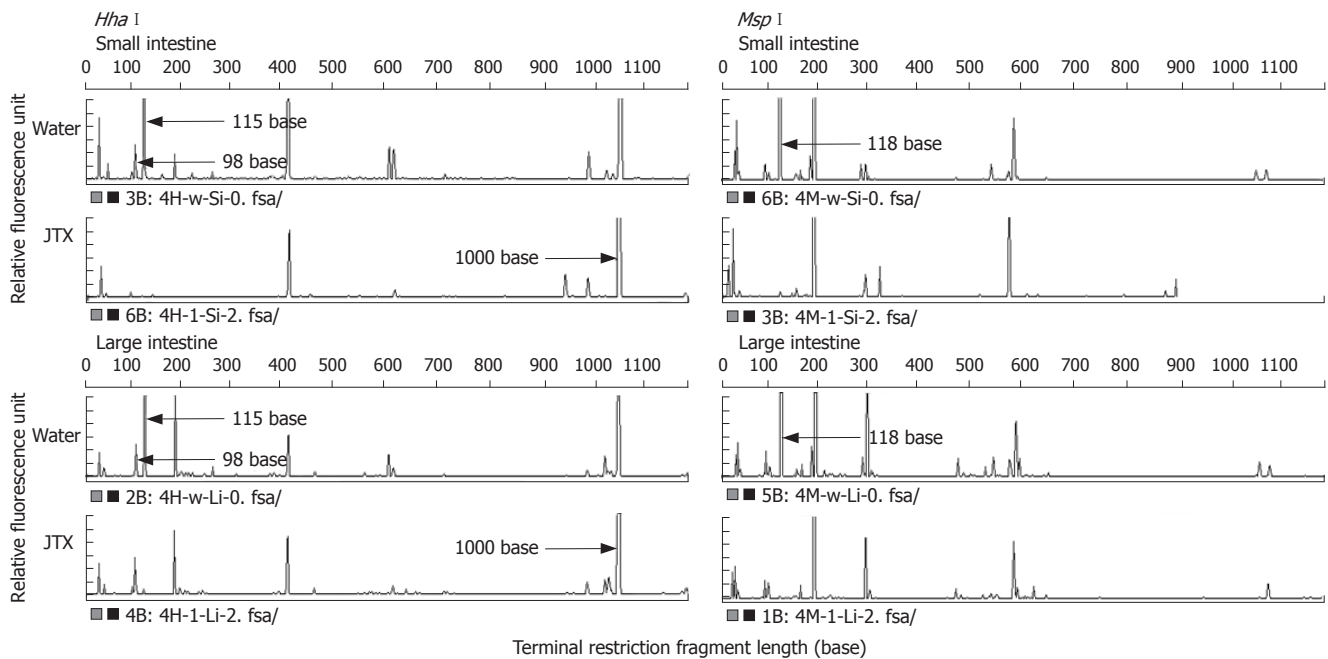 Hha I
Small intestine
0 100 200 300 400 500 600 700 800 900 1000 1100
Relative fluorescence unit
Water
115 base
98 base
3B: 4H-w-Si-0. fsa/
JTX
1000 base
6B: 4H-1-Si-2. fsa/
Large intestine
0 100 200 300 400 500 600 700 800 900 1000 1100
Relative fluorescence unit
Water
115 base
98 base
2B: 4H-w-Li-0. fsa/
JTX
1000 base
4B: 4H-1-Li-2. fsa/
Msp I
Small intestine
0 100 200 300 400 500 600 700 800 900 1000 1100
118 base
6B: 4M-w-Si-0. fsa/
3B: 4M-1-Si-2. fsa/
Large intestine
0 100 200 300 400 500 600 700 800 900 1000 1100
118 base
5B: 4M-w-Li-0. fsa/
1B: 4M-1-Li-2. fsa/
Terminal restriction fragment length (base)